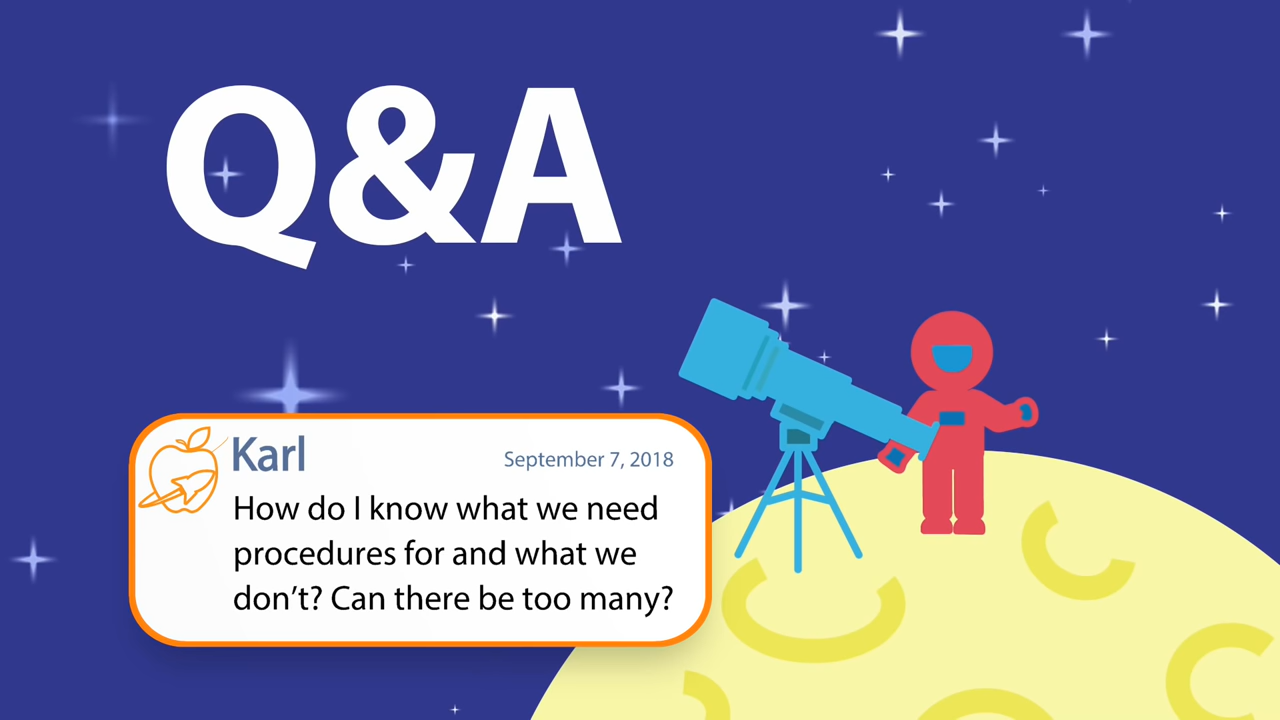 Q&A
Karl
September 7, 2018
How do I know what we need
procedures for and what we
don’t? Can there be too many?